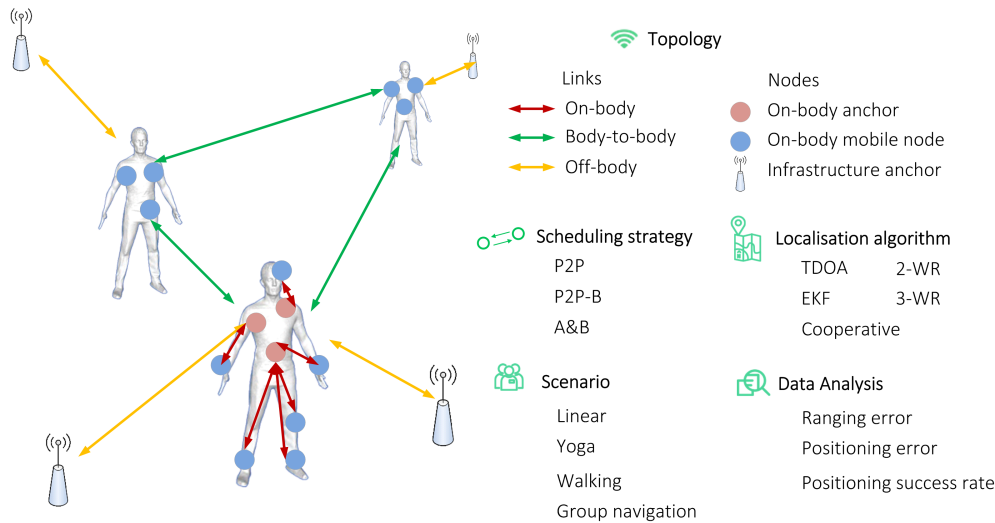 Topology
Links
On-body
Body-to-body
Off-body
Nodes
On-body anchor
On-body mobile node
Infrastructure anchor
Scheduling strategy
P2P
P2P-B
A&B
Localisation algorithm
TDOA 2-WR
EKF 3-WR
Cooperative
Scenario
Linear
Yoga
Walking
Group navigation
Data Analysis
Ranging error
Positioning error
Positioning success rate